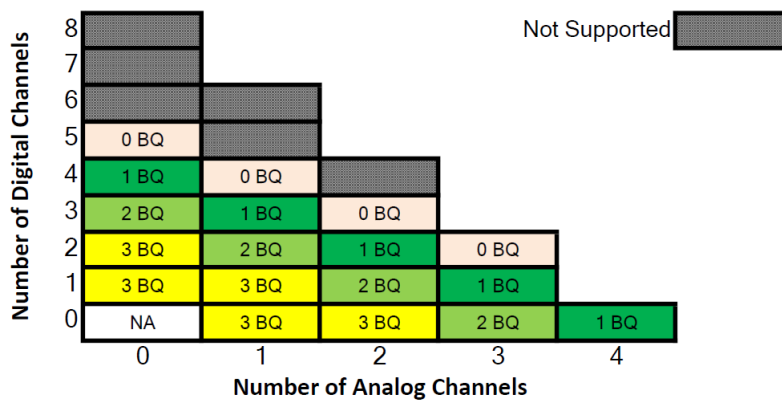 Not Supported
Number of Digital Channels
8
7
6
5 0 BQ
4 1 BQ 0 BQ
3 2 BQ 1 BQ 0 BQ
2 3 BQ 2 BQ 1 BQ 0 BQ
1 3 BQ 3 BQ 2 BQ 1 BQ
0 NA 3 BQ 3 BQ 2 BQ 1 BQ
0 1 2 3 4
Number of Analog Channels